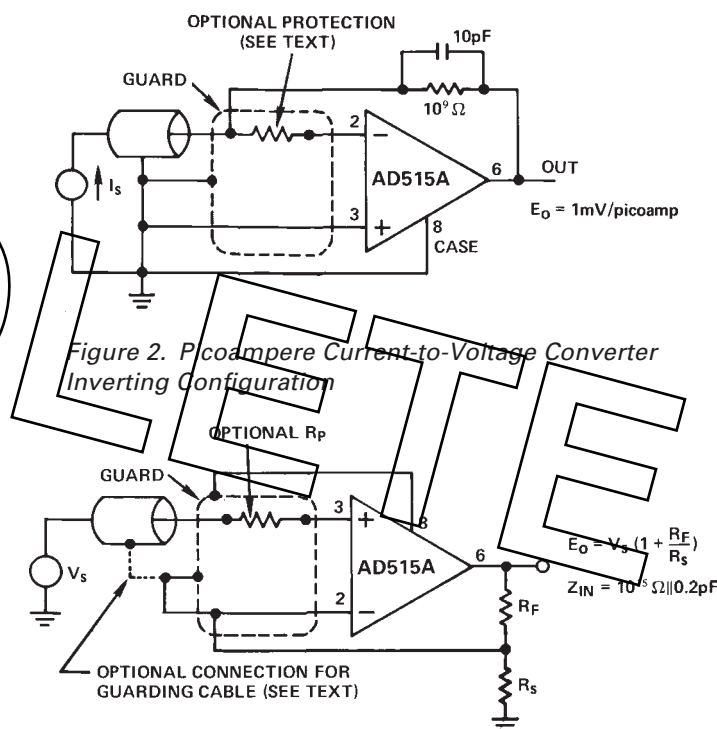 OPTIONAL PROTECTION
(SEE TEXT)
10pF
GUARD
10⁹ Ω
2
−
AD515A
6
OUT
I_S
E_O = 1mV/picoamp
3
+
8
CASE
Figure 2. Picoampere Current-to-Voltage Converter
Inverting Configuration
LETE
OPTIONAL R_P
GUARD
8
3
+
AD515A
6
E_O = V_S (1 + R_F/R_S)
V_S
2
−
R_F
Z_IN = 10¹⁵ Ω||0.2pF
OPTIONAL CONNECTION FOR
GUARDING CABLE (SEE TEXT)
R_S